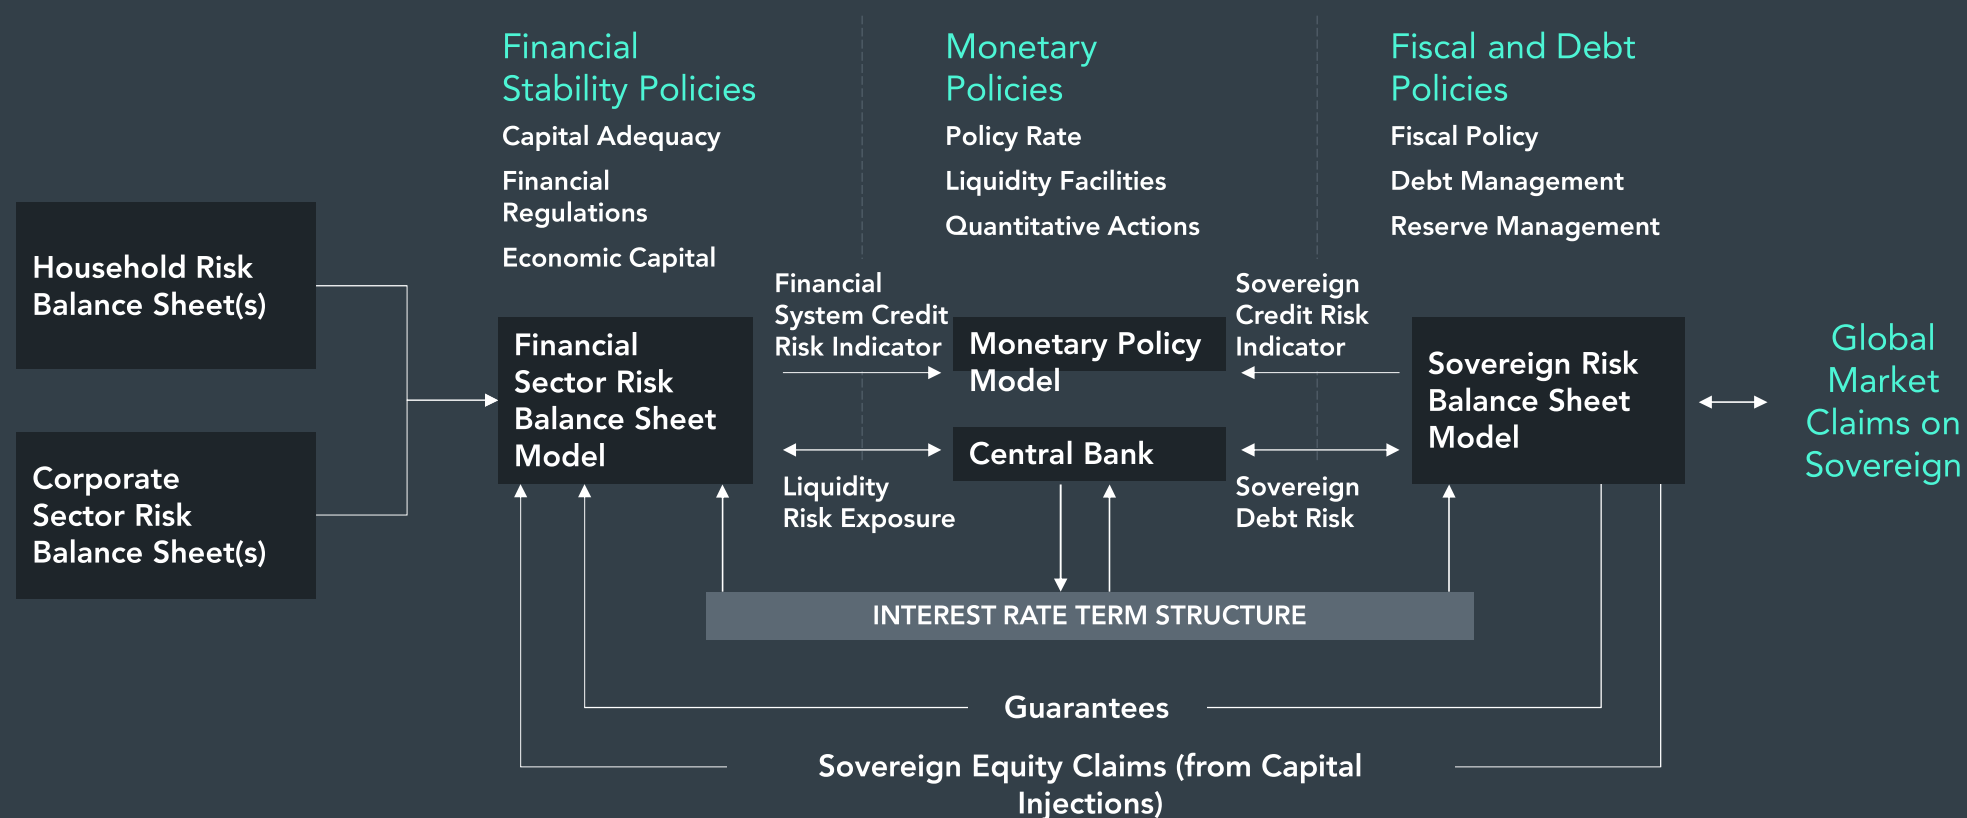 Financial
Stability Policies
Capital Adequacy
Financial
Regulations
Economic Capital
Monetary
Policies
Policy Rate
Liquidity Facilities
Quantitative Actions
Fiscal and Debt
Policies
Fiscal Policy
Debt Management
Reserve Management
Household Risk
Balance Sheet(s)
Corporate
Sector Risk
Balance Sheet(s)
Financial
Sector Risk
Balance Sheet
Model
Financial
System Credit
Risk Indicator
Liquidity
Risk Exposure
Monetary Policy
Model
Central Bank
Sovereign
Credit Risk
Indicator
Sovereign
Debt Risk
Sovereign Risk
Balance Sheet
Model
Global
Market
Claims on
Sovereign
INTEREST RATE TERM STRUCTURE
Guarantees
Sovereign Equity Claims (from Capital
Injections)